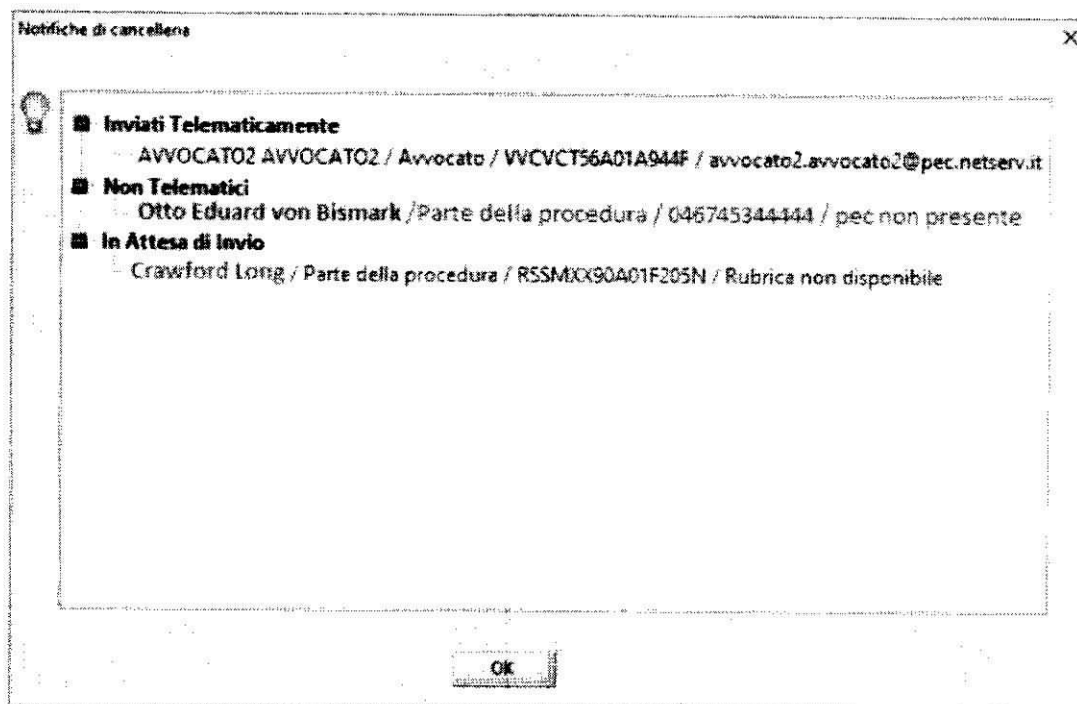 Notifiche di cancelleria
X
Inviati Telematicamente
AVVOCATO2 AVVOCATO2 / Avvocato / VVCVCT56A01A944F / avvocato2.avvocato2@pec.netserv.it
Non Telematici
Otto Eduard von Bismark /Parte della procedura / 046745344444 / pec non presente
In Attesa di Invio
Crawford Long / Parte della procedura / RSSMXX90A01F205N / Rubrica non disponibile
OK